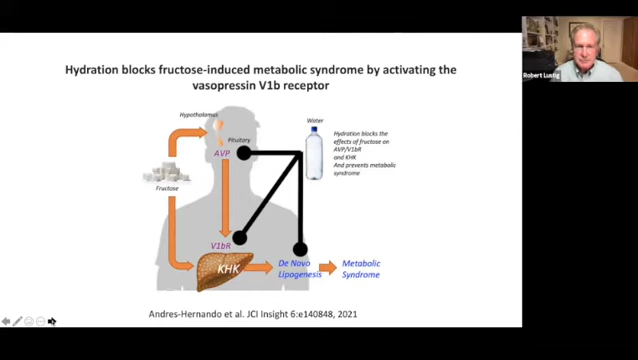 Hydration blocks fructose-induced metabolic syndrome by activating the
vasopressin V1b receptor
Hypothalamus
Pituitary
AVP
Fructose
Water
Hydration blocks the
effects of fructose on
AVP/V1bR
and KHK
And prevents metabolic
syndrome
V1bR
KHK
De Novo
Lipogenesis
Metabolic
Syndrome
Andres-Hernando et al. JCI Insight 6:e140848, 2021
Robert Lustig